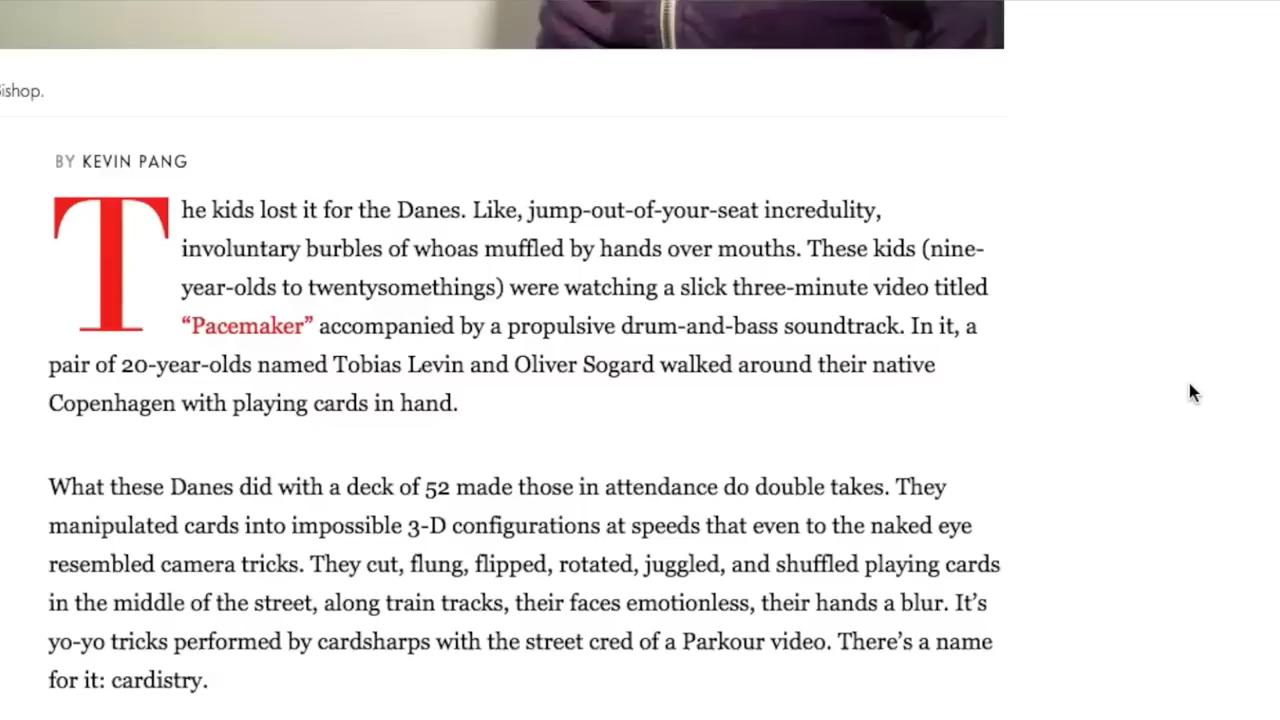 Bishop.
BY KEVIN PANG
The kids lost it for the Danes. Like, jump-out-of-your-seat incredulity,
involuntary burbles of whoas muffled by hands over mouths. These kids (nine-
year-olds to twentysomethings) were watching a slick three-minute video titled
“Pacemaker” accompanied by a propulsive drum-and-bass soundtrack. In it, a
pair of 20-year-olds named Tobias Levin and Oliver Sogard walked around their native
Copenhagen with playing cards in hand.
What these Danes did with a deck of 52 made those in attendance do double takes. They
manipulated cards into impossible 3-D configurations at speeds that even to the naked eye
resembled camera tricks. They cut, flung, flipped, rotated, juggled, and shuffled playing cards
in the middle of the street, along train tracks, their faces emotionless, their hands a blur. It’s
yo-yo tricks performed by cardsharps with the street cred of a Parkour video. There’s a name
for it: cardistry.